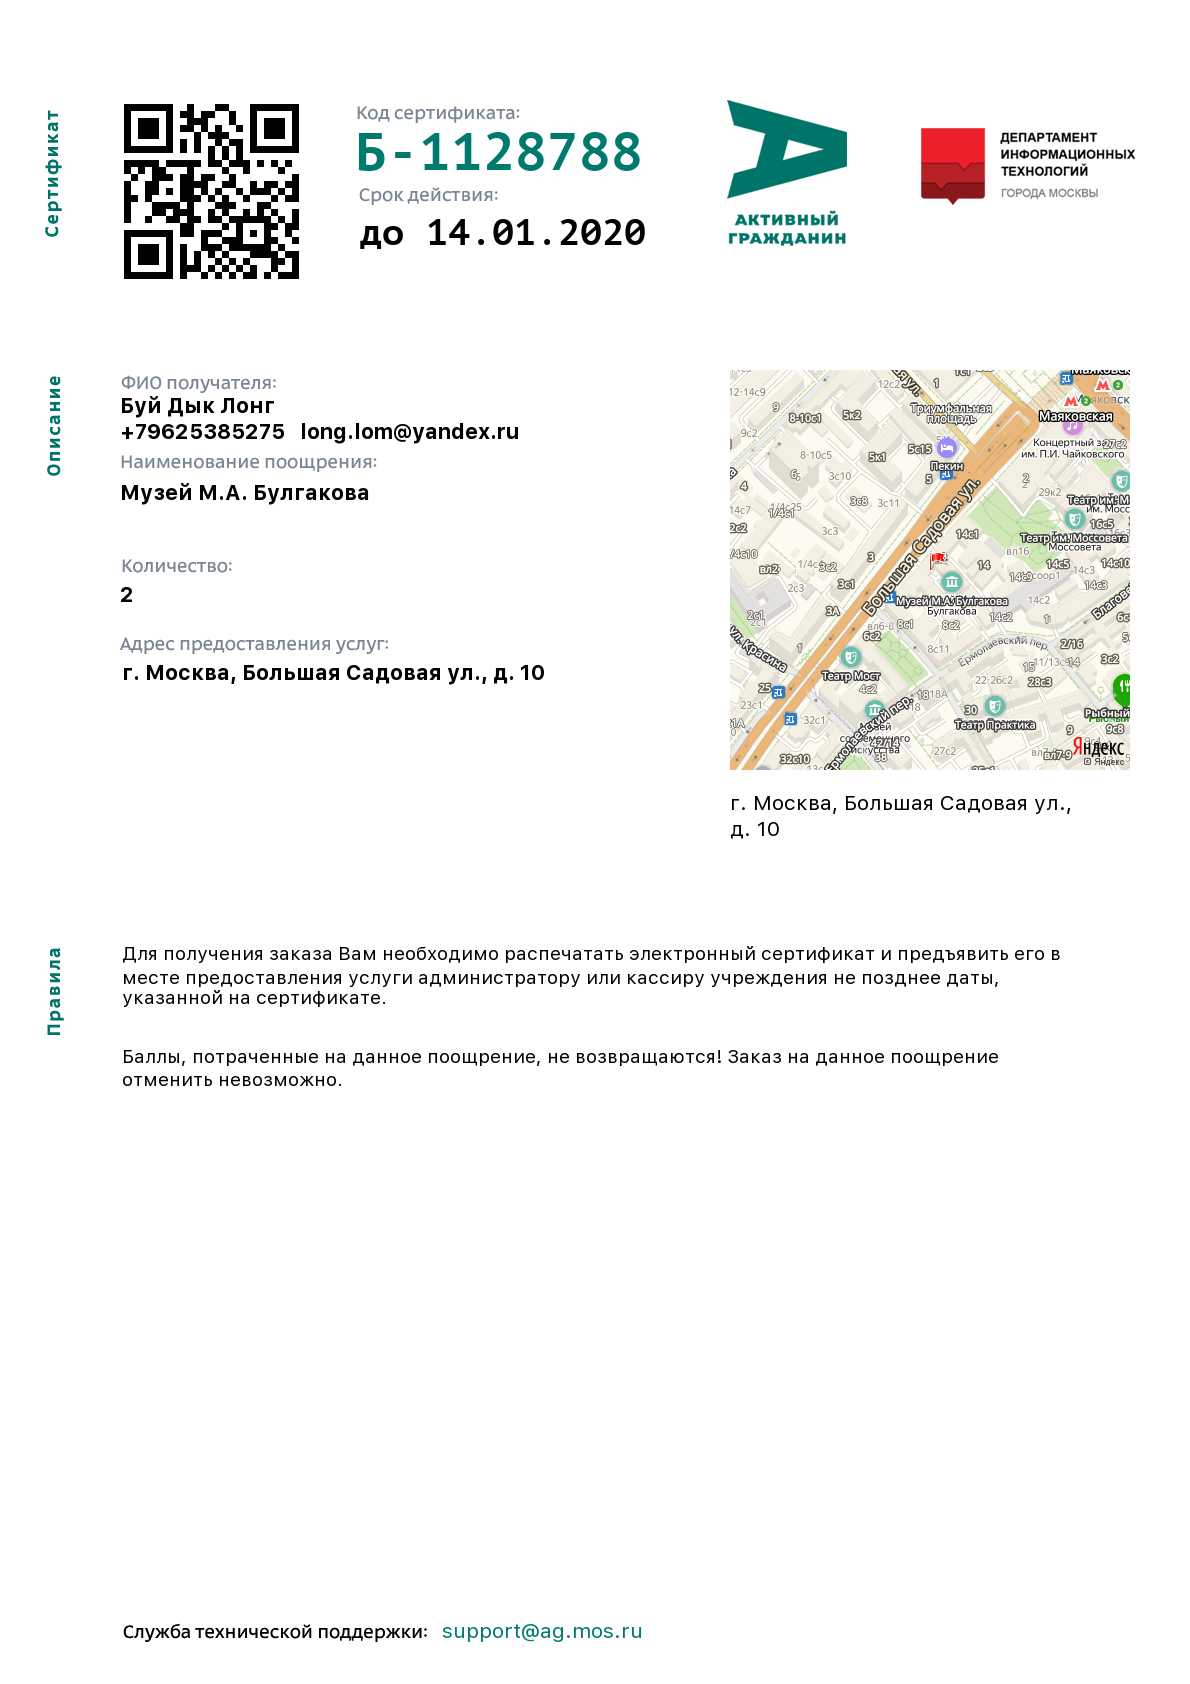 Сертификат
Код сертификата:
Б-1128788
Срок действия:
до 14.01.2020
АКТИВНЫЙ
ГРАЖДАНИН
ДЕПАРТАМЕНТ
ИНФОРМАЦИОННЫХ
ТЕХНОЛОГИЙ
ГОРОДА МОСКВЫ
Описание
ФИО получателя:
Буй Дык Лонг
+79625385275 long.lom@yandex.ru
Наименование поощрения:
Музей М.А. Булгакова
Количество:
2
Адрес предоставления услуг:
г. Москва, Большая Садовая ул., д. 10
Триумфальная
площадь
Маяковская
Концертный
им. П.И. Чайковского
Пекин
Большая Садовая ул.
Театр им. Моссовета
Моссовета
Музей М.А. Булгакова
Булгакова
ул. Красина
Театр Мост
Ермолаевский пер.
Ермолаевский пер.
Театр Практика
Рыбный
современного
искусства
Яндекс
© Яндекс
г. Москва, Большая Садовая ул.,
д. 10
Правила
Для получения заказа Вам необходимо распечатать электронный сертификат и предъявить его в
месте предоставления услуги администратору или кассиру учреждения не позднее даты,
указанной на сертификате.
Баллы, потраченные на данное поощрение, не возвращаются! Заказ на данное поощрение
отменить невозможно.
Служба технической поддержки: support@ag.mos.ru